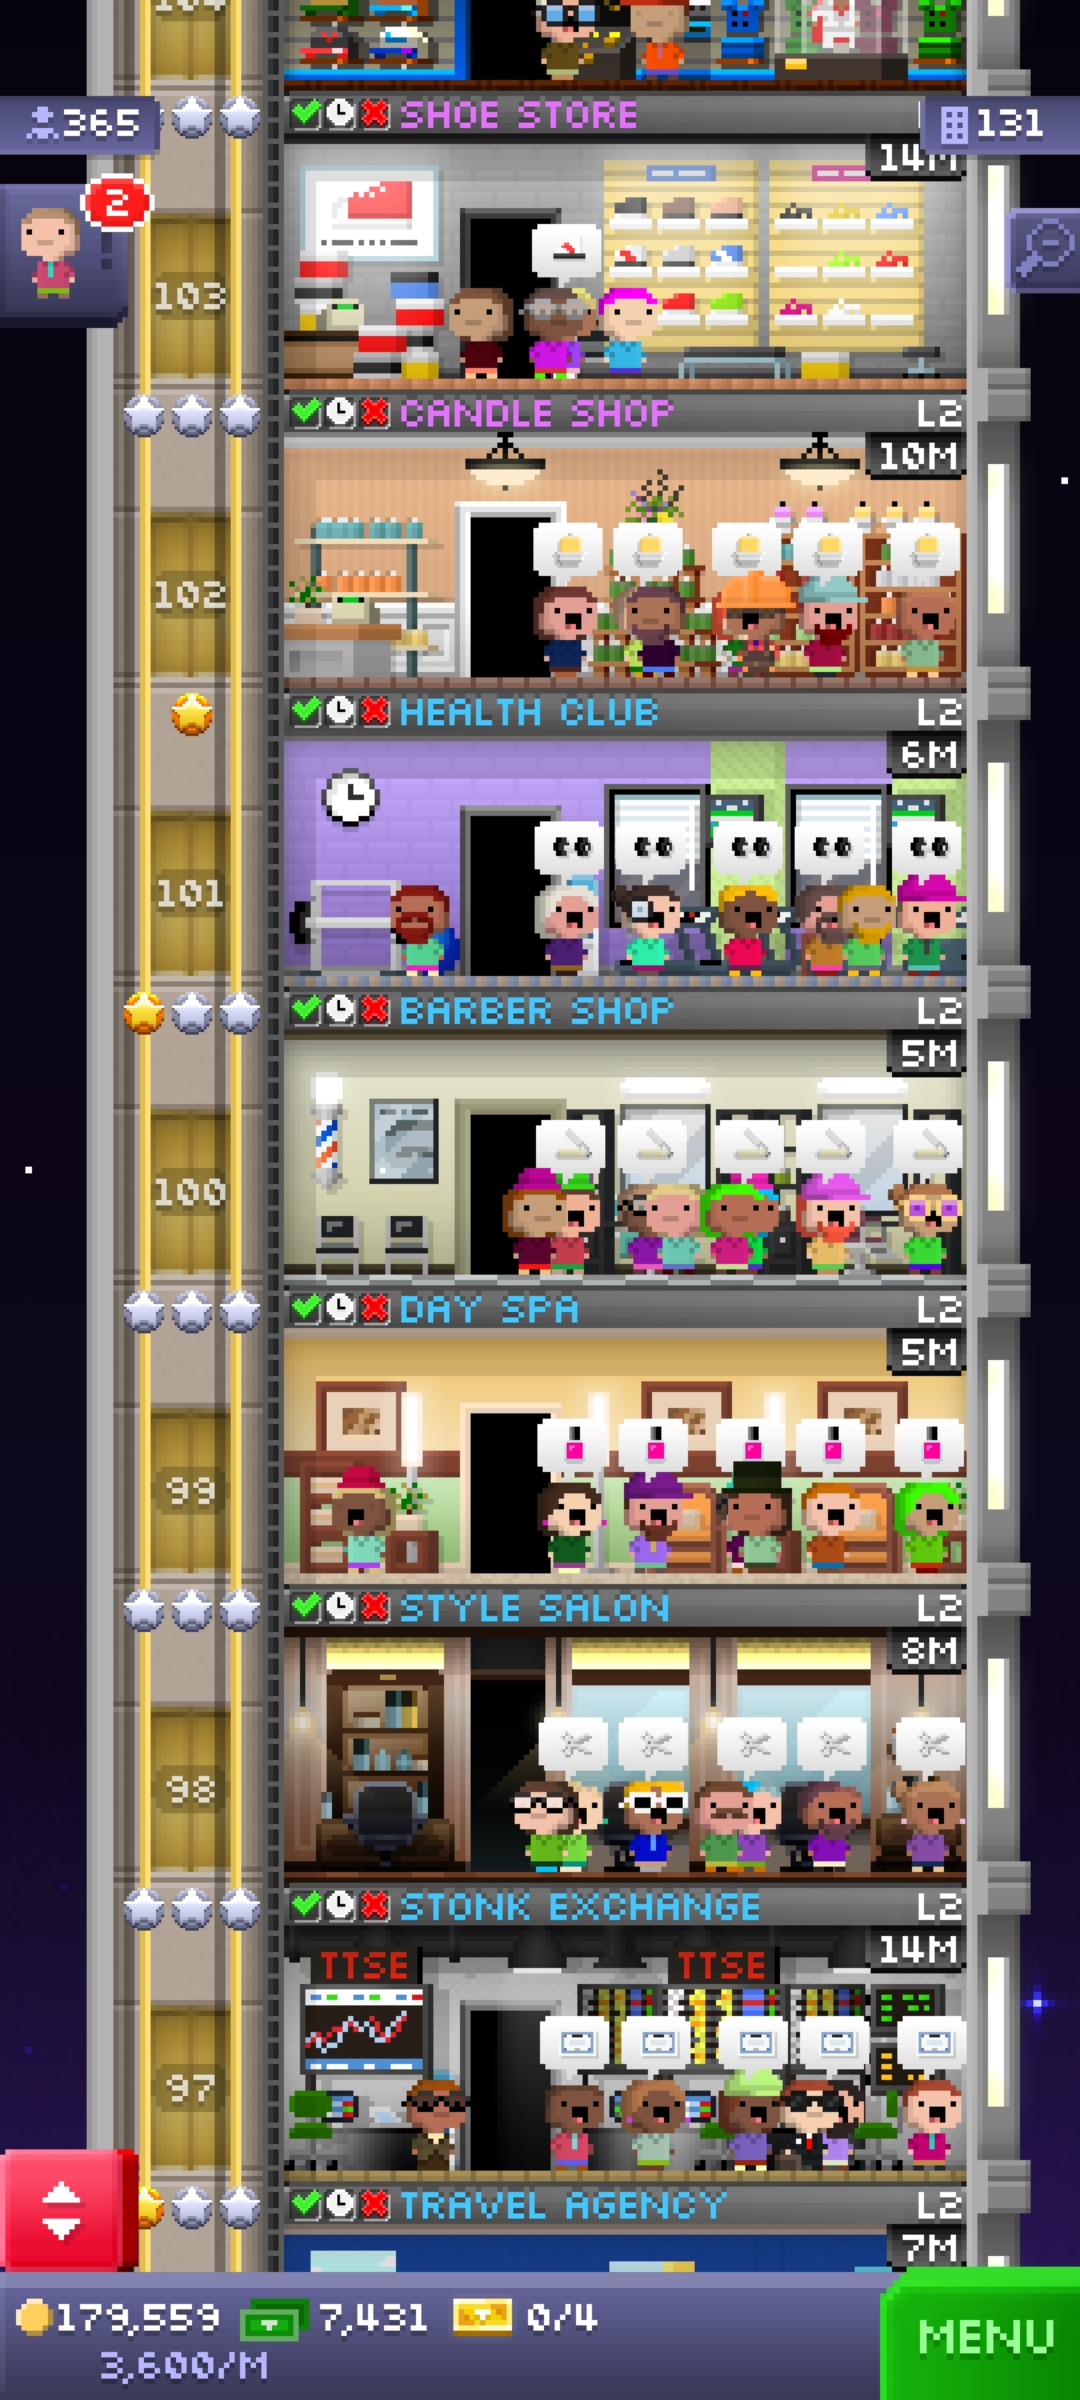 104
365
SHOE STORE
131
2
14M
103
CANDLE SHOP L2
10M
102
HEALTH CLUB L2
6M
101
BARBER SHOP L2
5M
100
DAY SPA L2
5M
99
STYLE SALON L2
8M
98
STONK EXCHANGE L2
14M
TTSE TTSE
97
TRAVEL AGENCY L2
7M
179,559 7,431 0/4
3,600/M
MENU